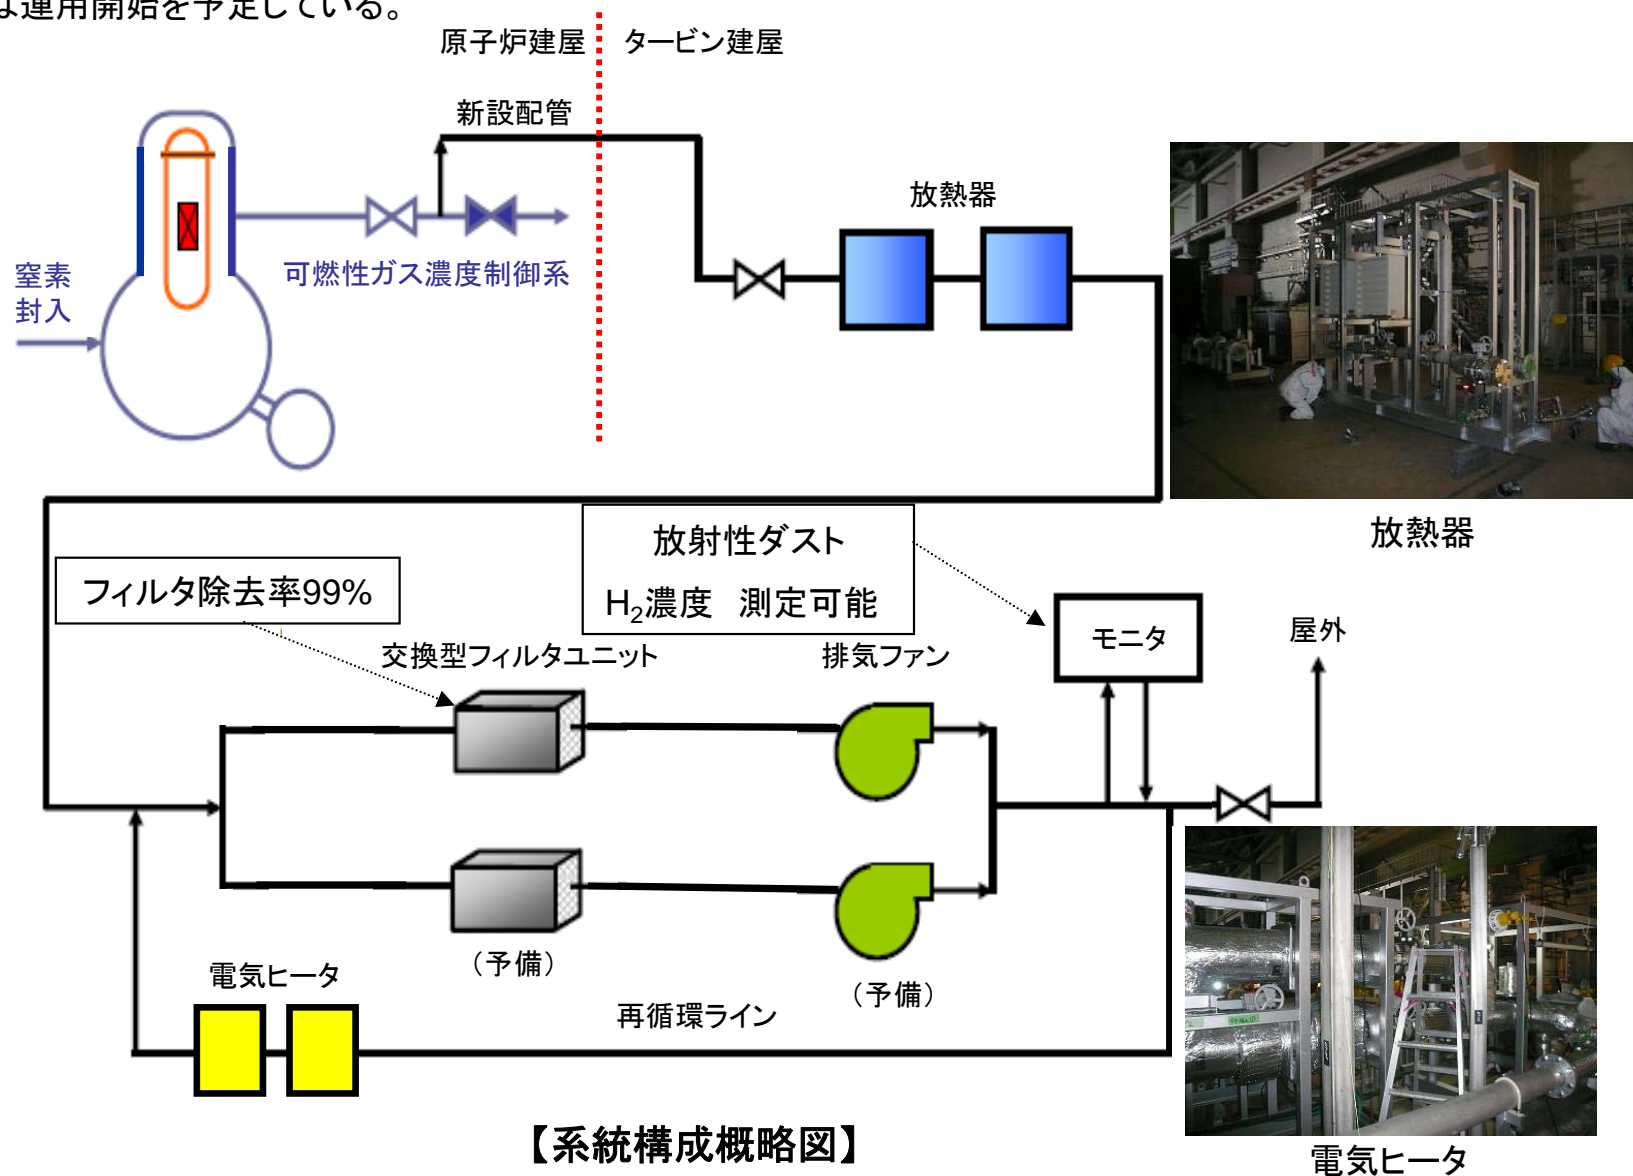 は運用開始を予定している。
原子炉建屋
タービン建屋
新設配管
放熱器
窒素
封入
可燃性ガス濃度制御系
放熱器
放射性ダスト
H₂濃度 測定可能
フィルタ除去率99%
モニタ
屋外
交換型フィルタユニット
排気ファン
(予備)
(予備)
電気ヒータ
再循環ライン
【系統構成概略図】
電気ヒータ